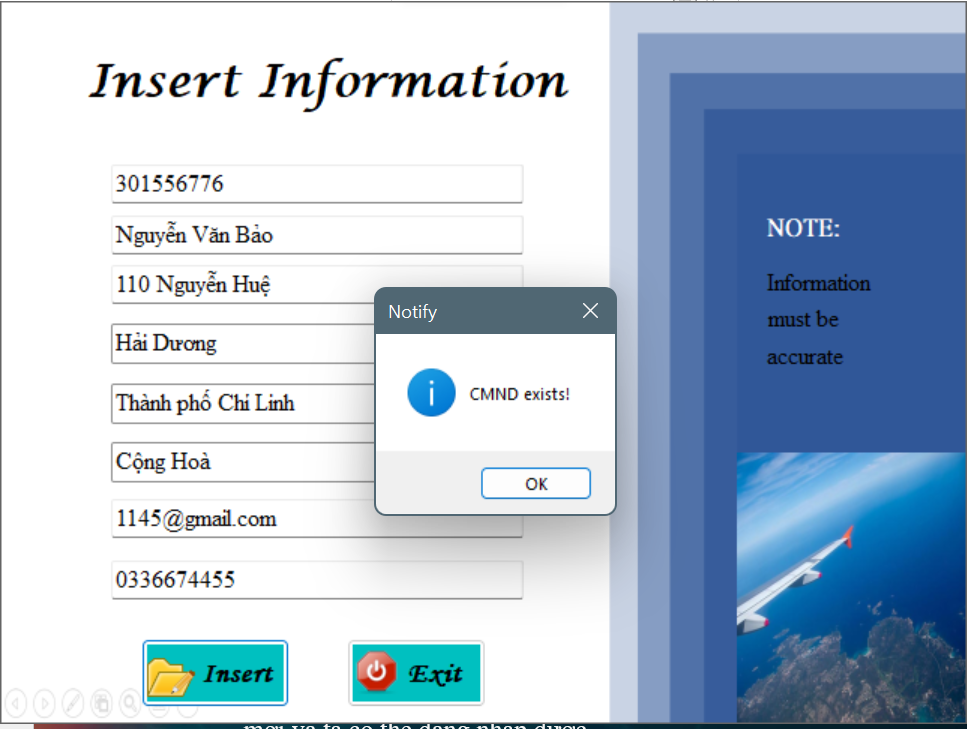 Insert Information
301556776
Nguyễn Văn Bảo
110 Nguyễn Huệ
Hải Dương
Thành phố Chí Linh
Cộng Hoà
1145@gmail.com
0336674455
Insert
Exit
Notify
CMND exists!
OK
NOTE:
Information
must be
accurate